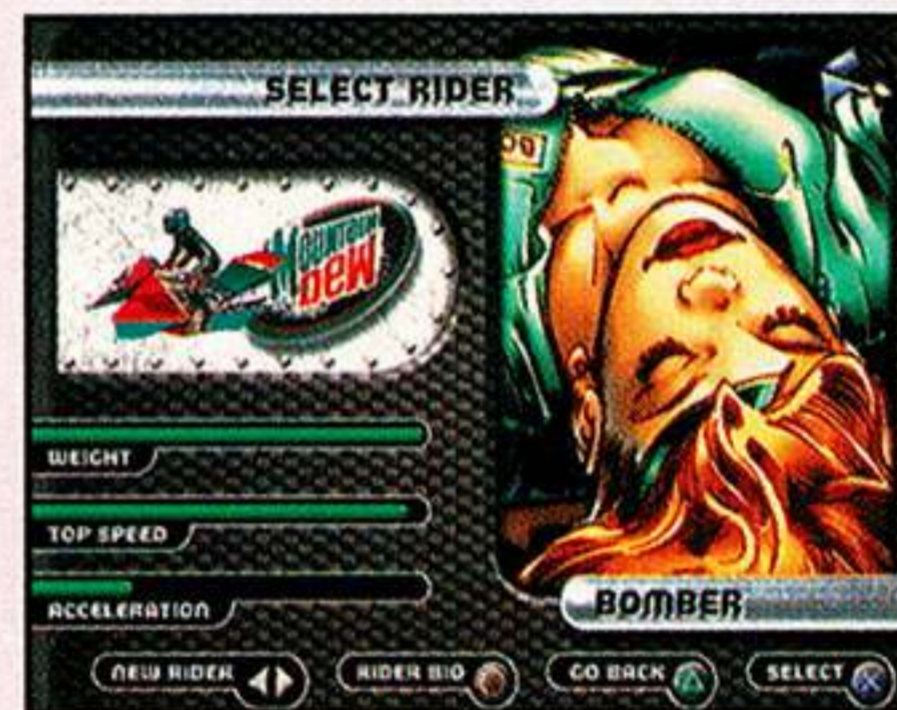 SELECT RIDER
MOUNTAIN
DEW
WEIGHT
TOP SPEED
ACCELERATION
BOMBER
NEW RIDER
RIDER BIO
GO BACK
SELECT